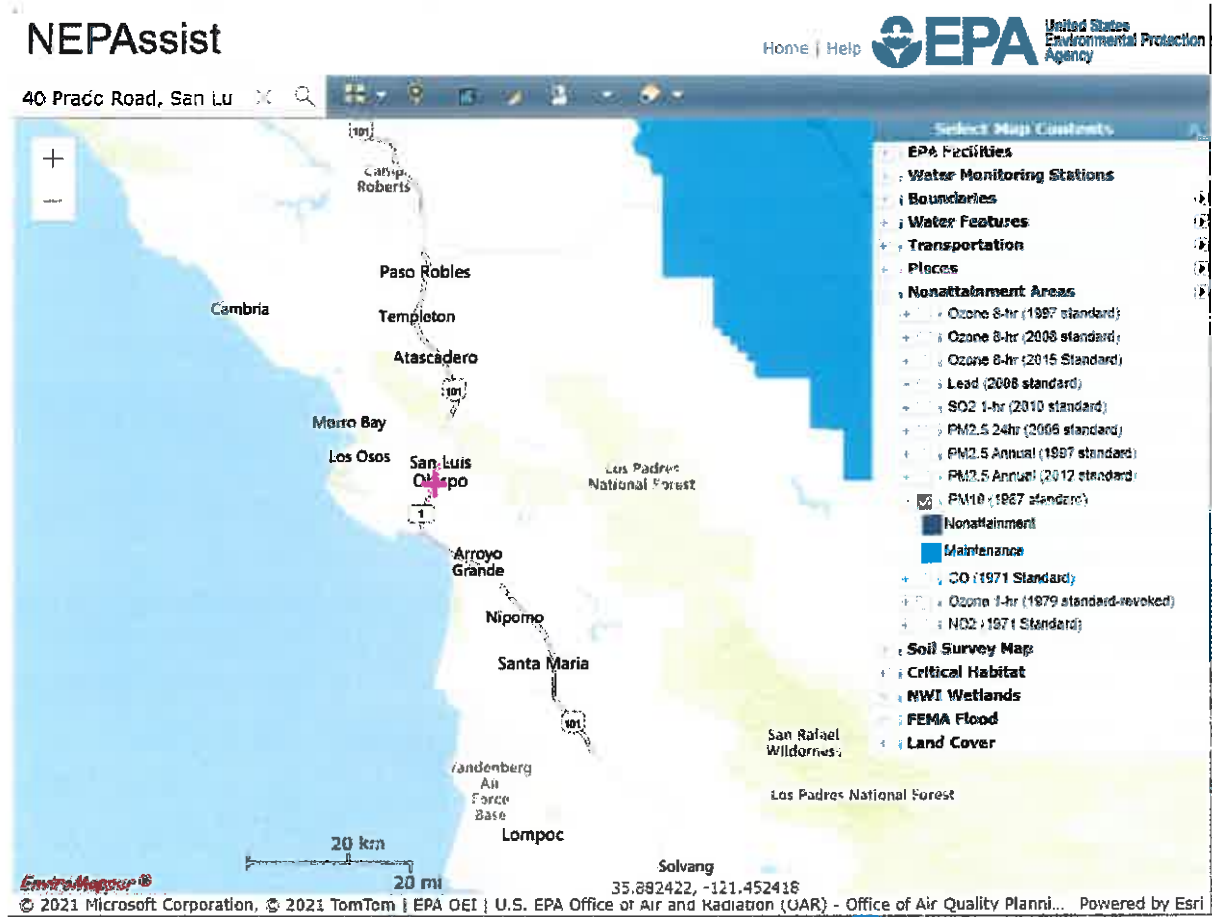 NEPAssist
Home | Help
EPA
United States
Environmental Protection
Agency
40 Prado Road, San Lu
Select Map Contents
EPA Facilities
Water Monitoring Stations
Boundaries
Water Features
Transportation
Places
Nonattainment Areas
Ozone 8-hr (1997 standard)
Ozone 8-hr (2008 standard)
Ozone 8-hr (2015 Standard)
Lead (2008 standard)
SO2 1-hr (2010 standard)
PM2.5 24hr (2006 standard)
PM2.5 Annual (1997 standard)
PM2.5 Annual (2012 standard)
PM10 (1987 standard)
Nonattainment
Maintenance
CO (1971 Standard)
Ozone 1-hr (1979 standard-revoked)
NO2 (1971 Standard)
Soil Survey Map
Critical Habitat
NWI Wetlands
FEMA Flood
Land Cover
101
Camp
Roberts
Paso Robles
Cambria
Templeton
Atascadero
101
Morro Bay
Los Osos
San Luis
Obispo
Los Padres
National Forest
1
Arroyo
Grande
Nipomo
Santa Maria
101
San Rafael
Wilderness
Vandenberg
Air
Force
Base
Los Padres National Forest
Lompoc
20 km
20 mi
Solvang
35.882422, -121.452418
EnviroMapper®
© 2021 Microsoft Corporation, © 2021 TomTom | EPA OEI | U.S. EPA Office of Air and Radiation (OAR) - Office of Air Quality Planni... Powered by Esri